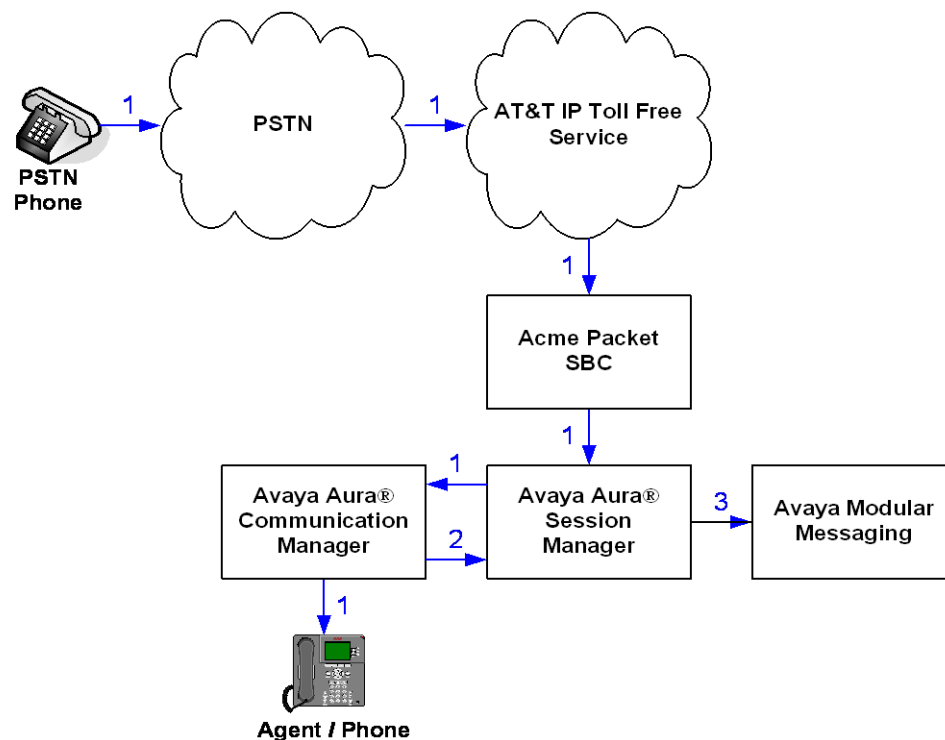 1
1
PSTN
AT&T IP Toll Free
Service
PSTN
Phone
1
Acme Packet
SBC
1
1
Avaya Aura®
Communication
Manager
2
Avaya Aura®
Session
Manager
3
Avaya Modular
Messaging
1
Agent / Phone